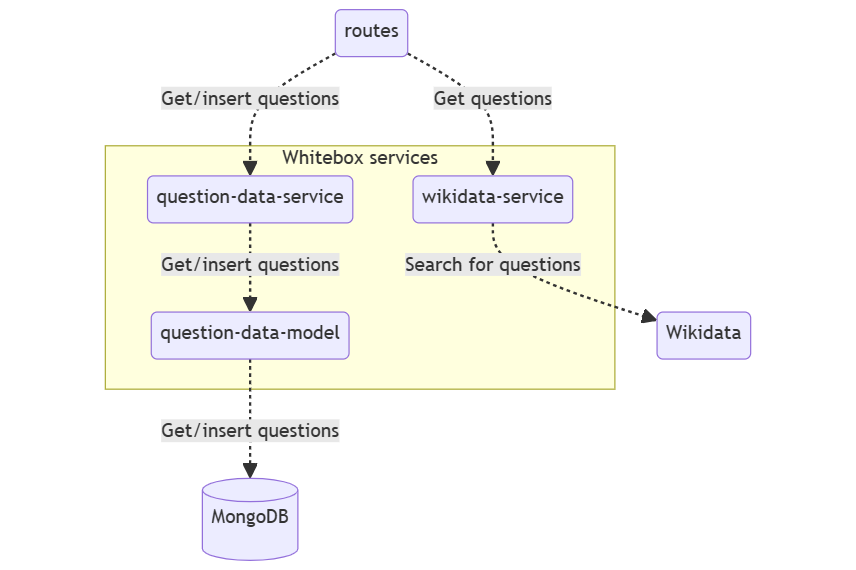 routes
Get/insert questions
Get questions
Whitebox services
question-data-service
wikidata-service
Get/insert questions
Search for questions
question-data-model
Wikidata
Get/insert questions
MongoDB